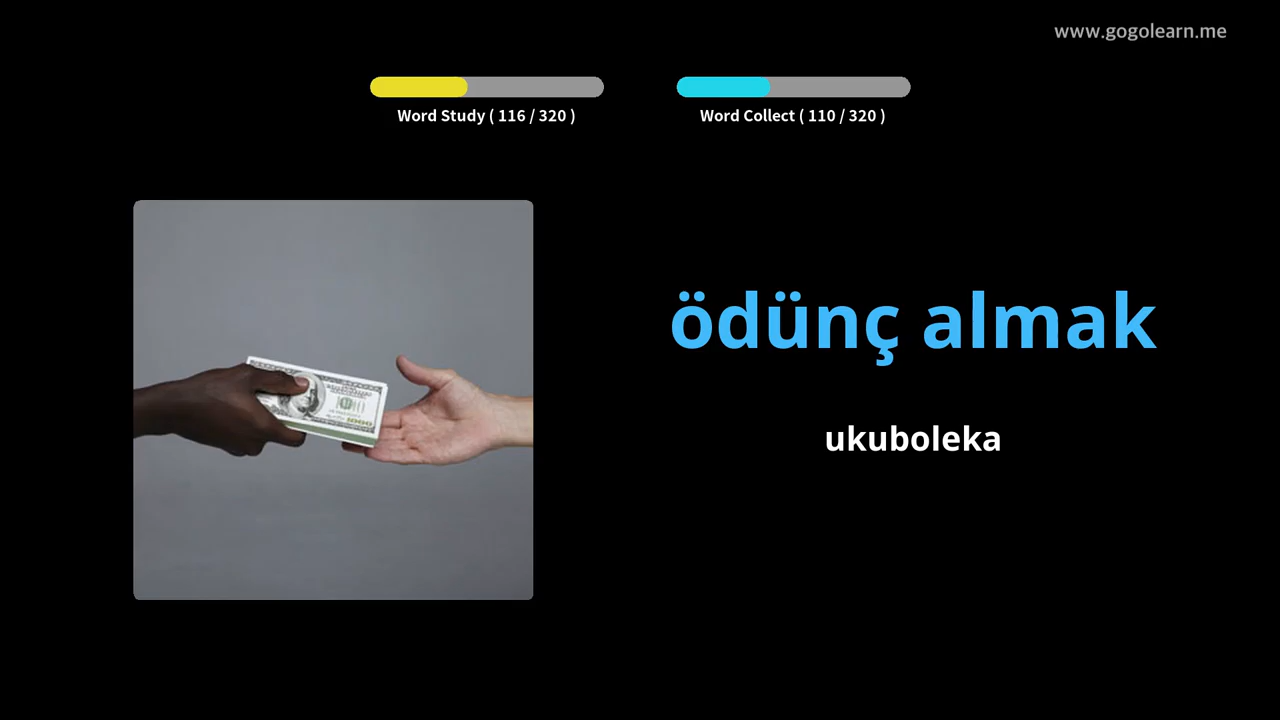 www.gogolearn.me
Word Study ( 116 / 320 )
Word Collect ( 110 / 320 )
ödünç almak
ukuboleka